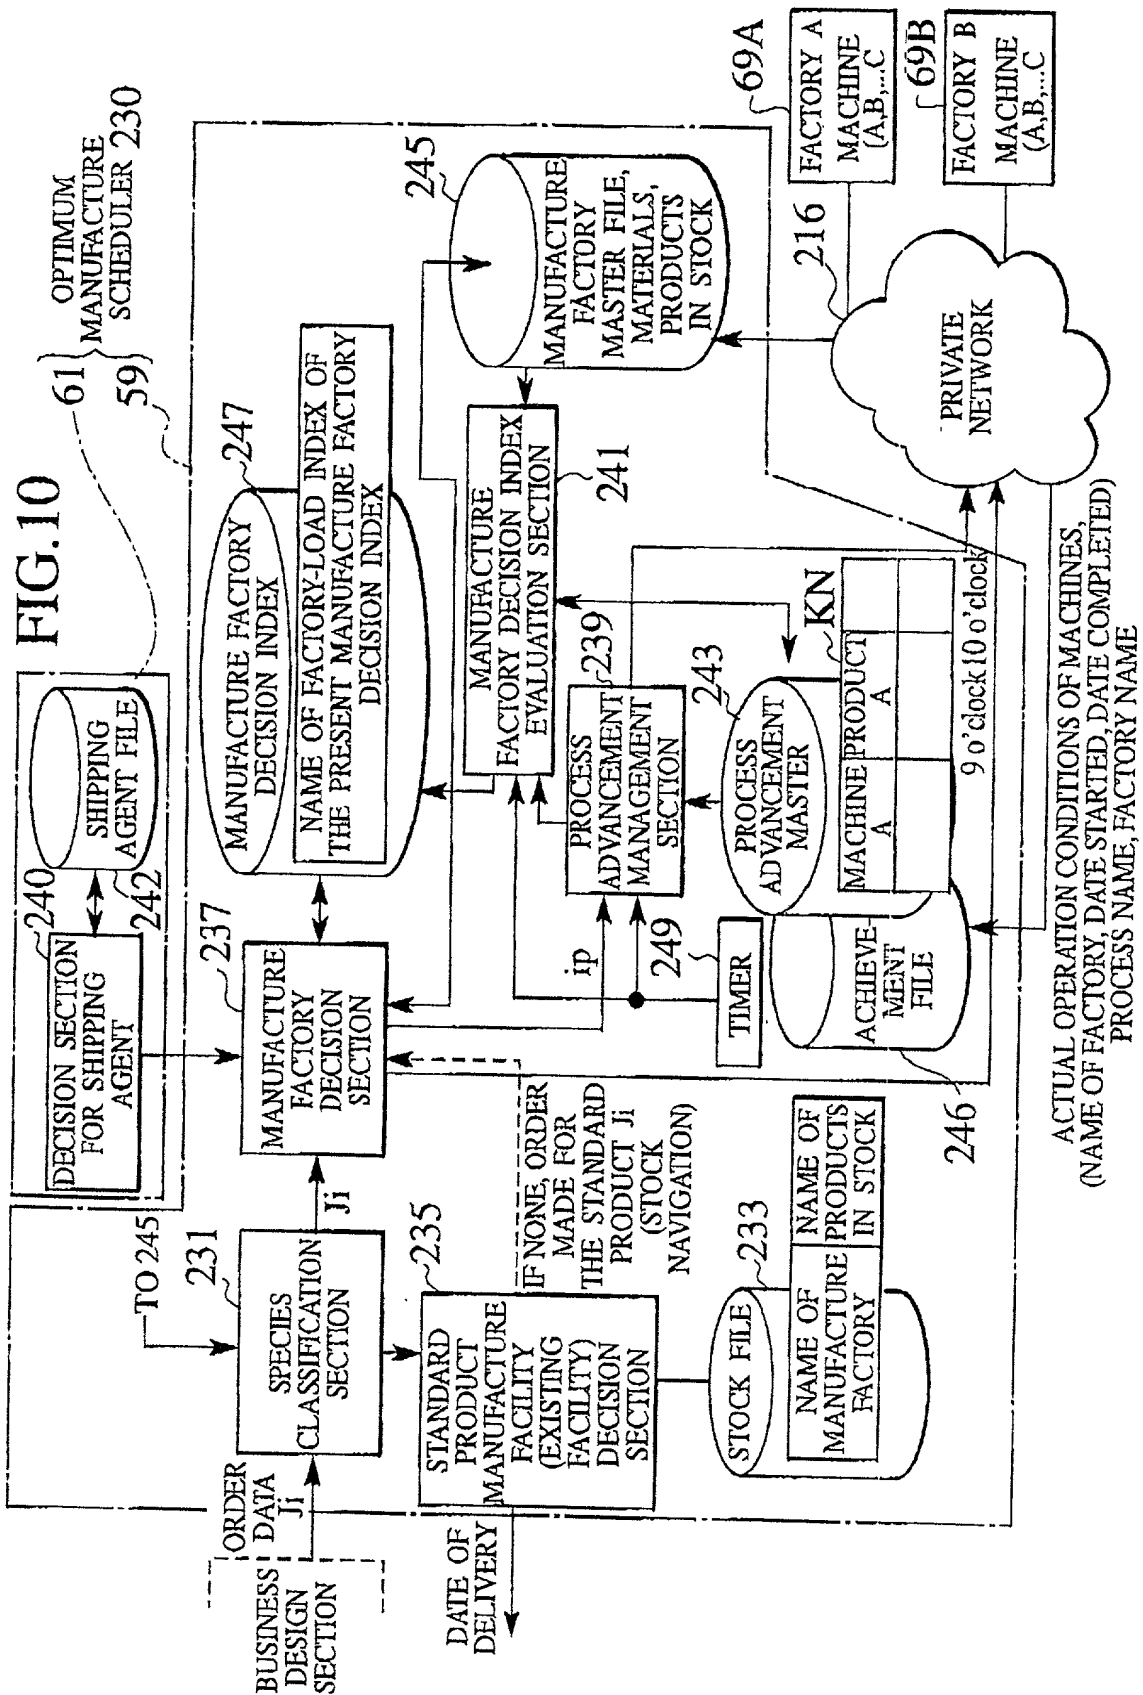 FIG.10
61
59
OPTIMUM
MANUFACTURE
SCHEDULER 230
TO 245
240
DECISION SECTION
FOR SHIPPING
AGENT
SHIPPING
AGENT FILE
242
ORDER
DATA
Ji
BUSINESS
DESIGN
SECTION
231
SPECIES
CLASSIFICATION
SECTION
Ji
237
MANUFACTURE
FACTORY
DECISION
SECTION
247
MANUFACTURE FACTORY
DECISION INDEX
NAME OF FACTORY-LOAD INDEX OF
THE PRESENT MANUFACTURE FACTORY
DECISION INDEX
245
MANUFACTURE
FACTORY
MASTER FILE,
MATERIALS,
PRODUCTS
IN STOCK
DATE OF
DELIVERY
235
STANDARD
PRODUCT
MANUFACTURE
FACILITY
(EXISTING
FACILITY)
DECISION
SECTION
IF NONE, ORDER
MADE FOR
THE STANDARD
PRODUCT Ji
(STOCK
NAVIGATION)
MANUFACTURE
FACTORY DECISION INDEX
EVALUATION SECTION
241
ip
249
TIMER
PROCESS
ADVANCEMENT
MANAGEMENT
SECTION
239
243
PROCESS
ADVANCEMENT
MASTER
KN
MACHINE
PRODUCT
A
A
9 o'clock
10 o'clock
ACHIEVE-
MENT
FILE
246
233
STOCK FILE
NAME OF
MANUFACTURE
FACTORY
NAME OF
PRODUCTS
IN STOCK
216
PRIVATE
NETWORK
69A
FACTORY A
MACHINE
(A,B,...C
69B
FACTORY B
MACHINE
(A,B,...C
ACTUAL OPERATION CONDITIONS OF MACHINES,
(NAME OF FACTORY, DATE STARTED, DATE COMPLETED)
PROCESS NAME, FACTORY NAME